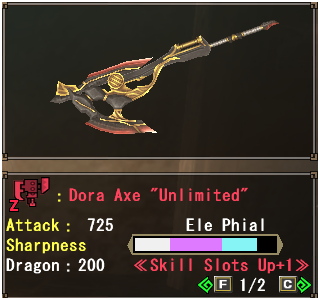 Z : Dora Axe "Unlimited"
Attack： 725 Ele Phial
Sharpness
Dragon：200 ≪Skill Slots Up+1≫
F 1/2 C